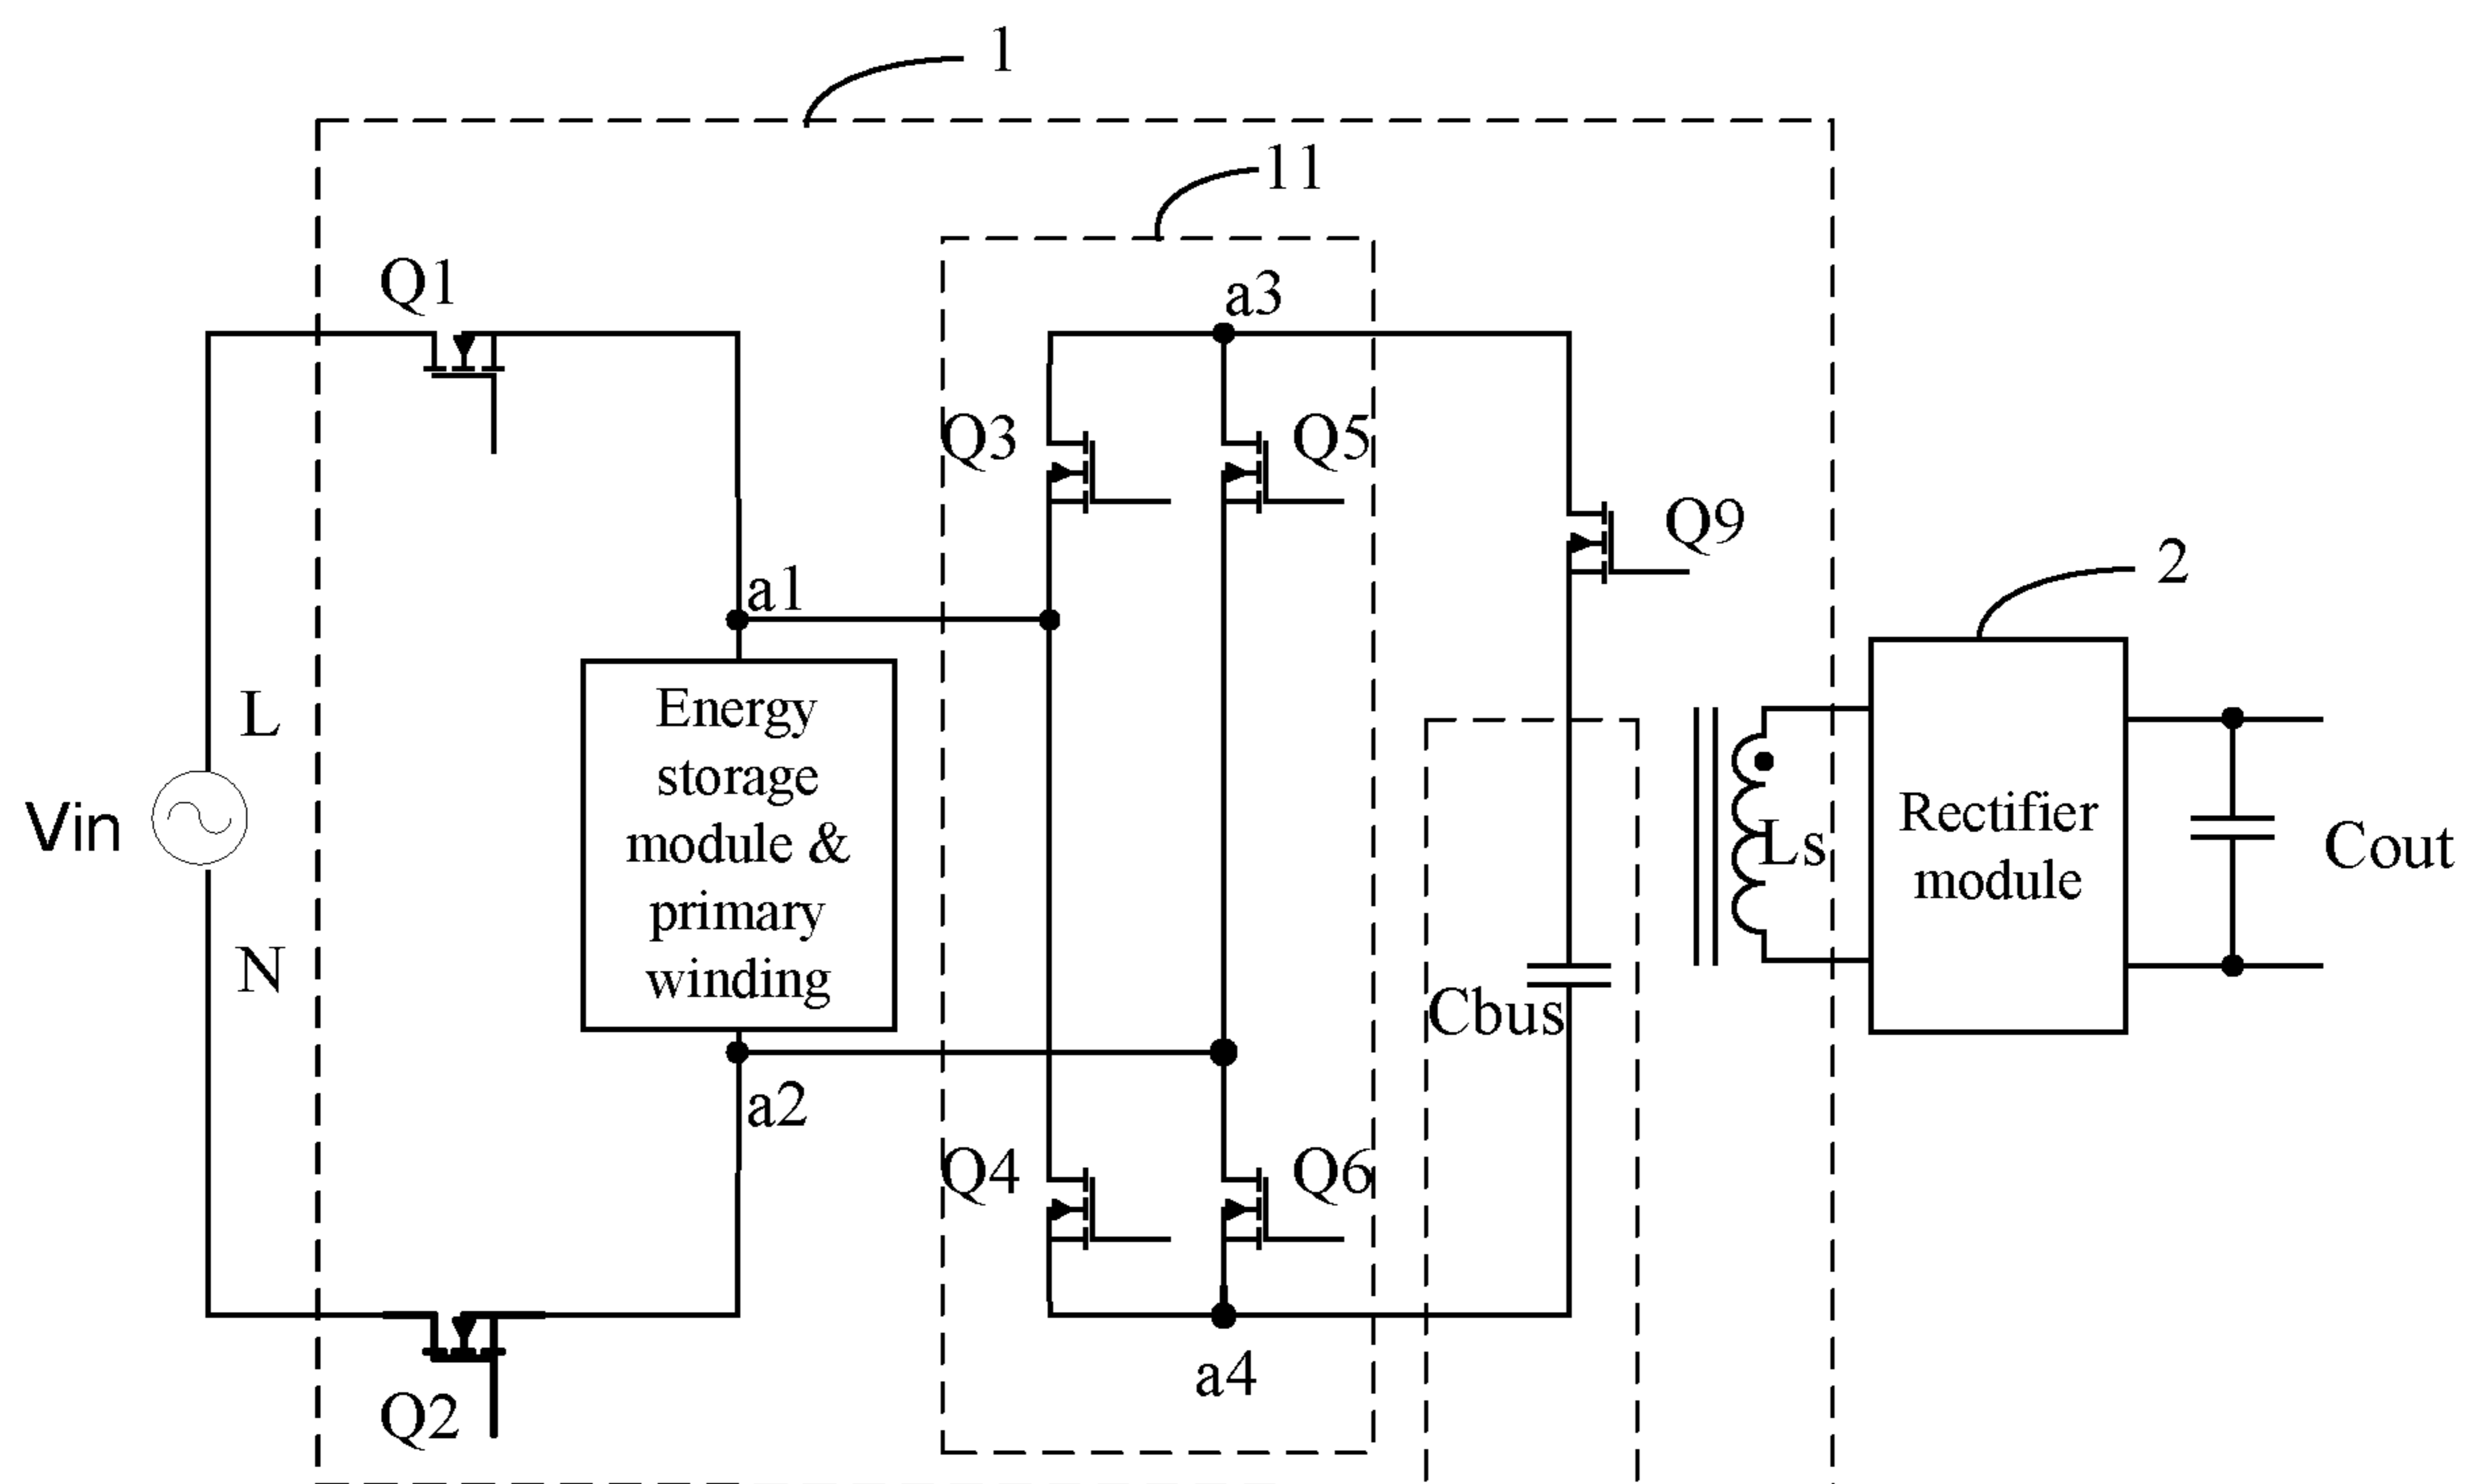 1
11
Q1
a3
Q3
Q5
Q9
a1
2
L
Energy
storage
module &
primary
winding
Vin
Rectifier
module
Ls
Cout
N
Cbus
a2
Q4
Q6
a4
Q2